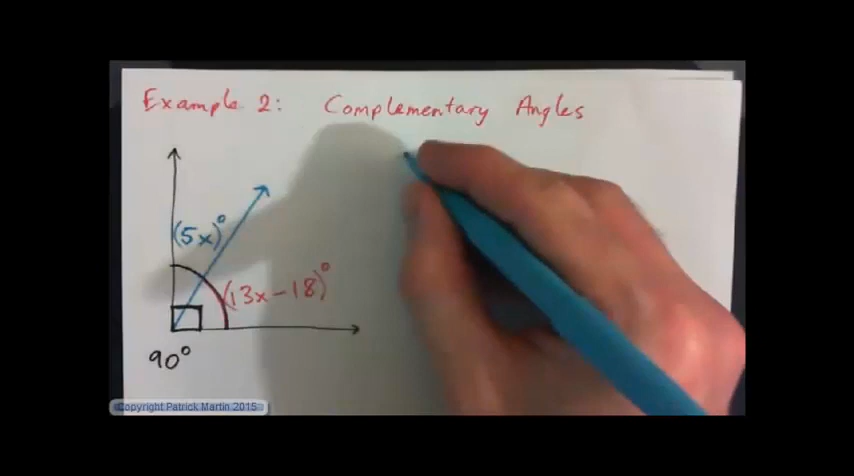 Example 2: Complementary Angles
(5x)°
(13x-18)°
90°
Copyright Patrick Martin 2015